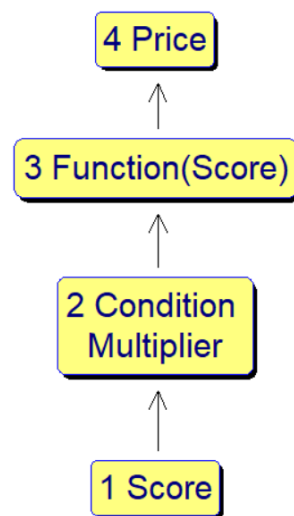 4 Price
3 Function(Score)
2 Condition
Multiplier
1 Score